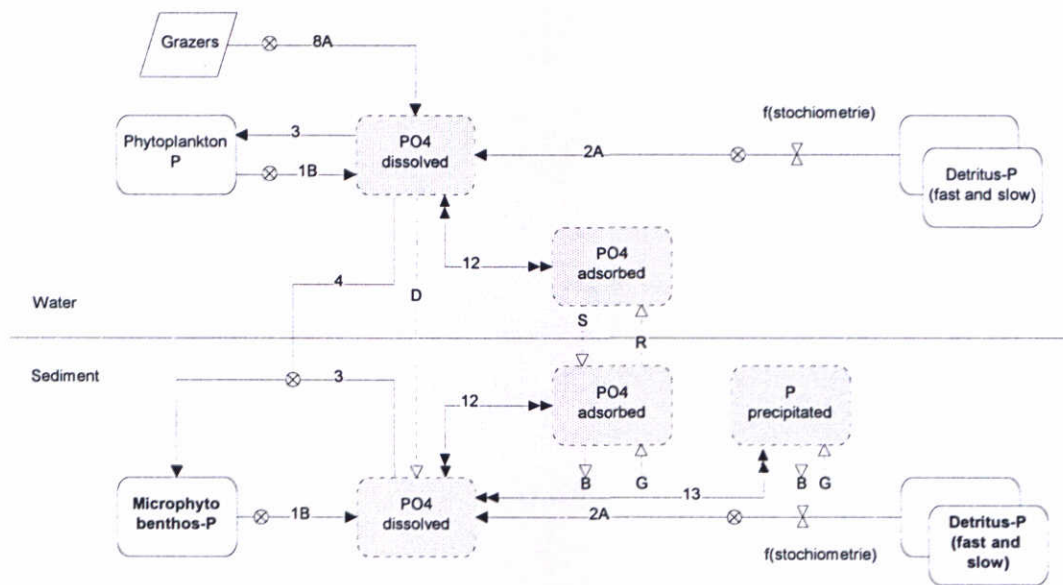 Grazers
8A
f(stochiometrie)
Phytoplankton
P
3
1B
PO4
dissolved
2A
Detritus-P
(fast and slow)
12
PO4
adsorbed
4
D
Water
S
R
Sediment
3
12
PO4
adsorbed
P
precipitated
B
G
B
G
13
Microphyto
benthos-P
1B
PO4
dissolved
2A
f(stochiometrie)
Detritus-P
(fast and
slow)